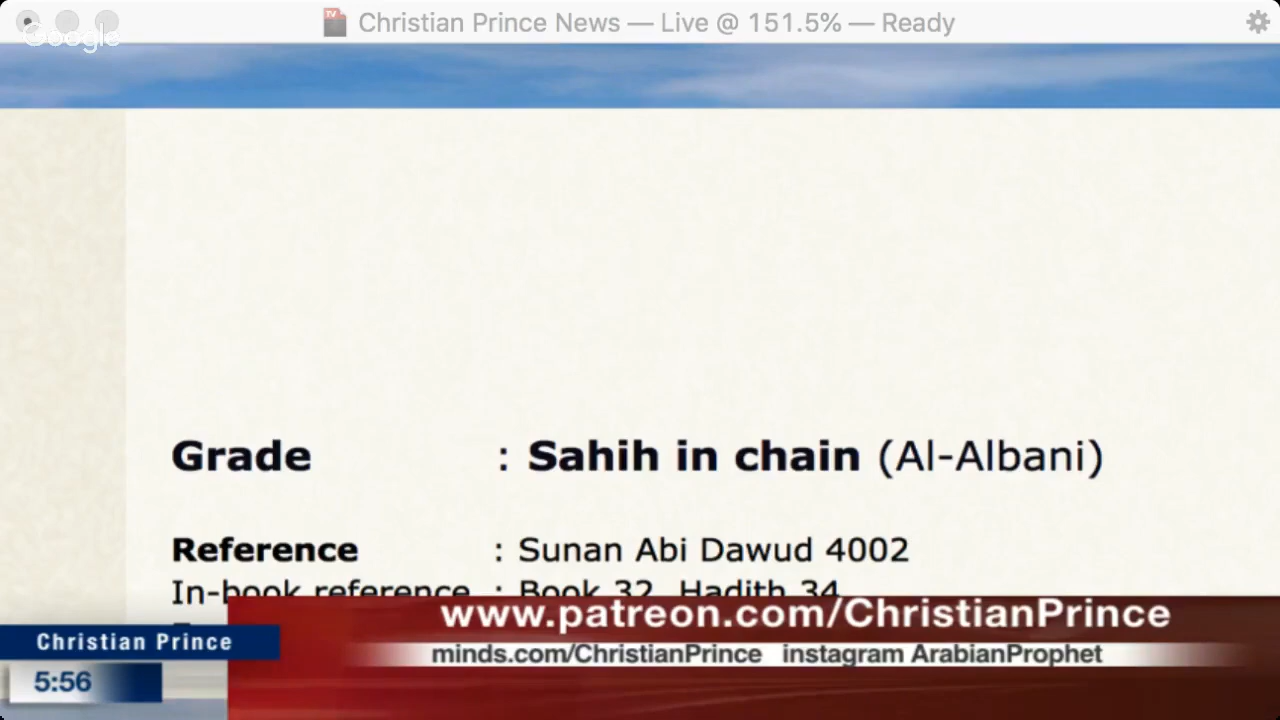 Christian Prince News — Live @ 151.5% — Ready
Google
Grade : Sahih in chain (Al-Albani)
Reference : Sunan Abi Dawud 4002
In-book reference : Book 32, Hadith 34
www.patreon.com/ChristianPrince
Christian Prince
minds.com/ChristianPrince instagram ArabianProphet
5:56